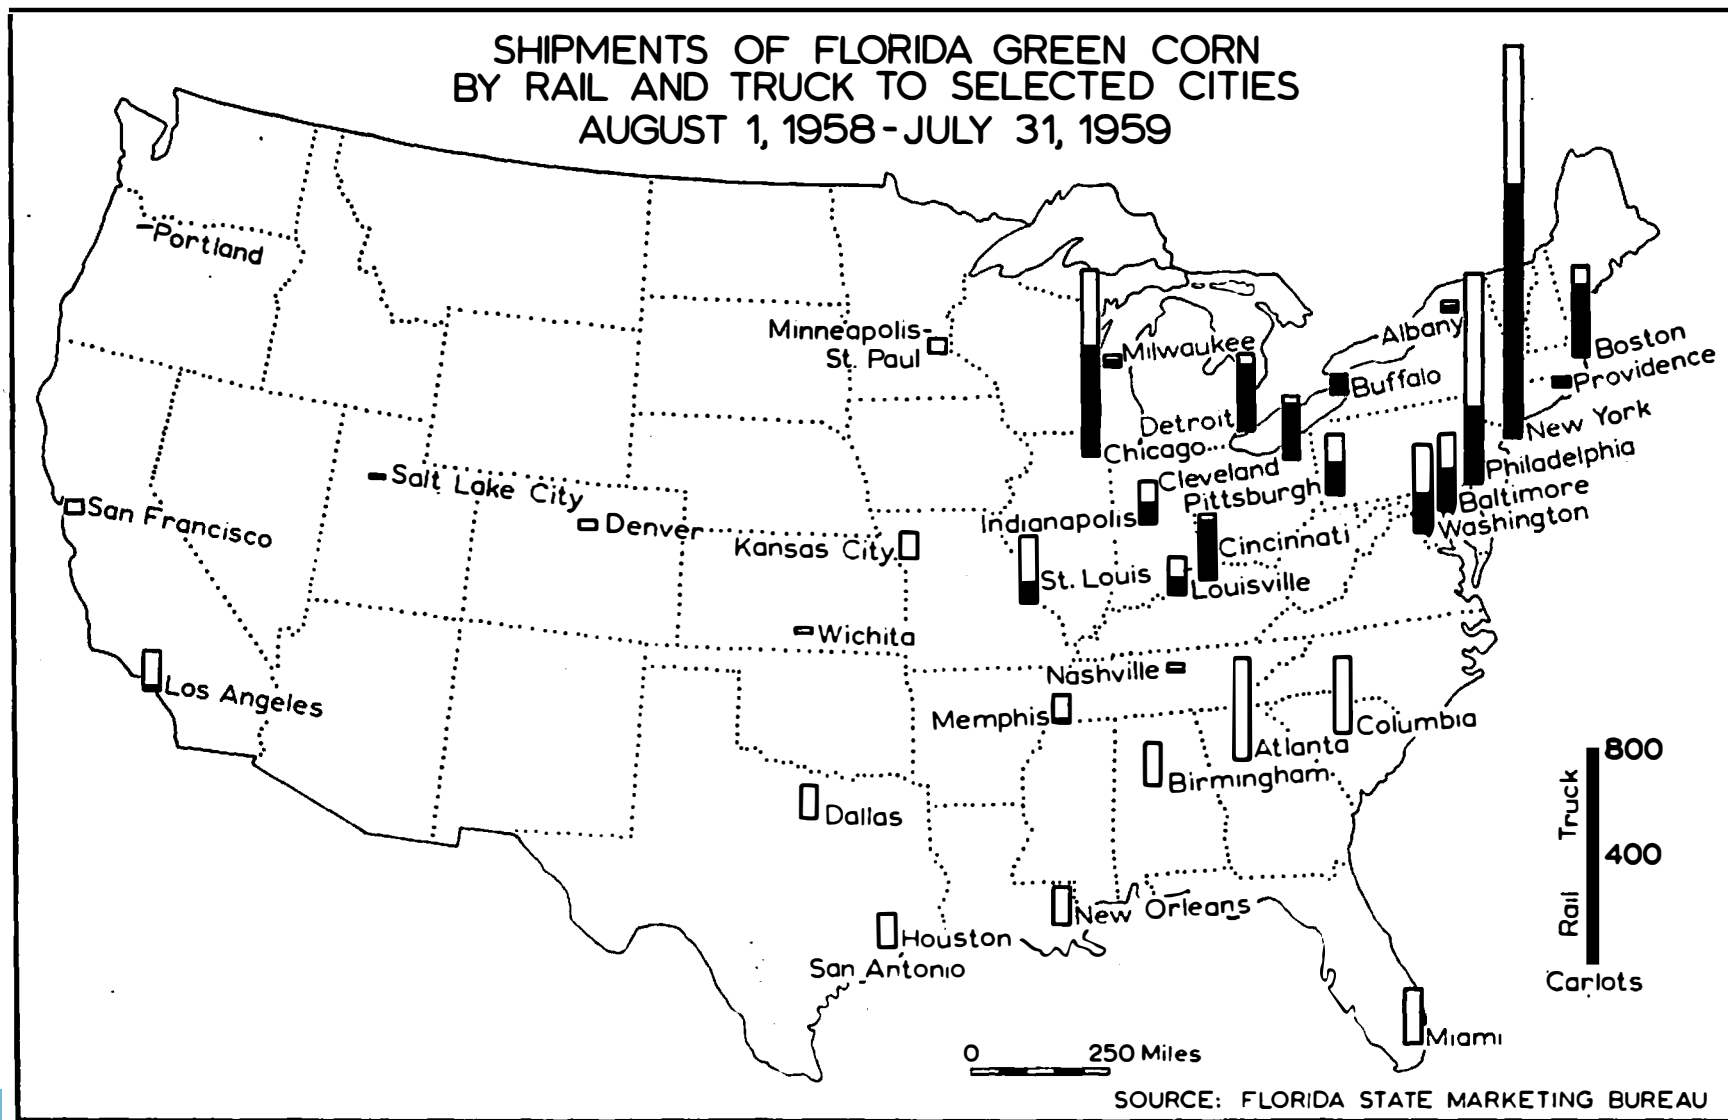 SHIPMENTS OF FLORIDA GREEN CORN
BY RAIL AND TRUCK TO SELECTED CITIES
AUGUST 1, 1958-JULY 31, 1959
Portland
Minneapolis-
St. Paul
Milwaukee
Albany
Boston
Providence
Buffalo
Detroit
Chicago
New York
Cleveland
Philadelphia
Pittsburgh
Baltimore
Washington
Salt Lake City
San Francisco
Denver
Kansas City
Indianapolis
Cincinnati
St. Louis
Louisville
Wichita
Nashville
Los Angeles
Memphis
Columbia
Atlanta
Birmingham
Dallas
New Orleans
Houston
San Antonio
Miami
800
Truck
400
Rail
Carlots
0 250 Miles
SOURCE: FLORIDA STATE MARKETING BUREAU